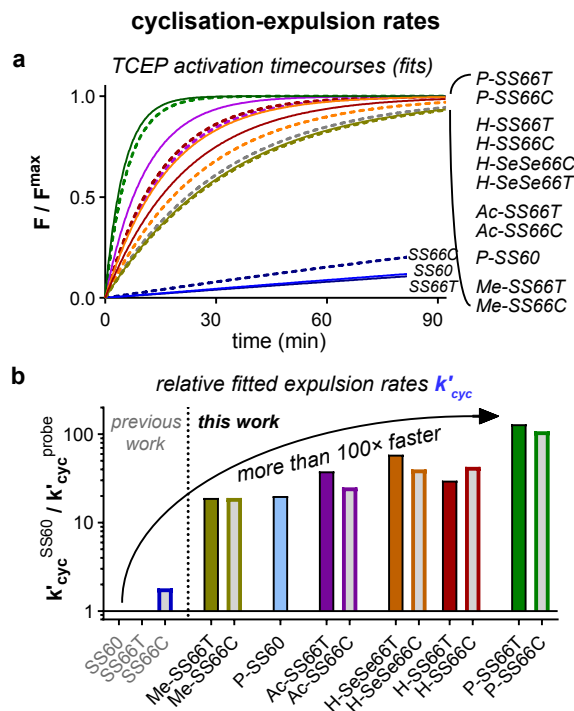 cyclisation-expulsion rates
a
TCEP activation timecourses (fits)
F / F^max
1.0
0.5
0.0
0
30
60
90
time (min)
SS66C
SS60
SS66T
P-SS66T
P-SS66C
H-SS66T
H-SS66C
H-SeSe66C
H-SeSe66T
Ac-SS66T
Ac-SS66C
P-SS60
Me-SS66T
Me-SS66C
b
relative fitted expulsion rates k'cyc
previous
work
this work
more than 100× faster
k'cyc^SS60 / k'cyc^probe
100
10
1
SS60
SS66T
SS66C
Me-SS66T
Me-SS66C
P-SS60
Ac-SS66T
Ac-SS66C
H-SeSe66T
H-SeSe66C
H-SS66T
H-SS66C
P-SS66T
P-SS66C